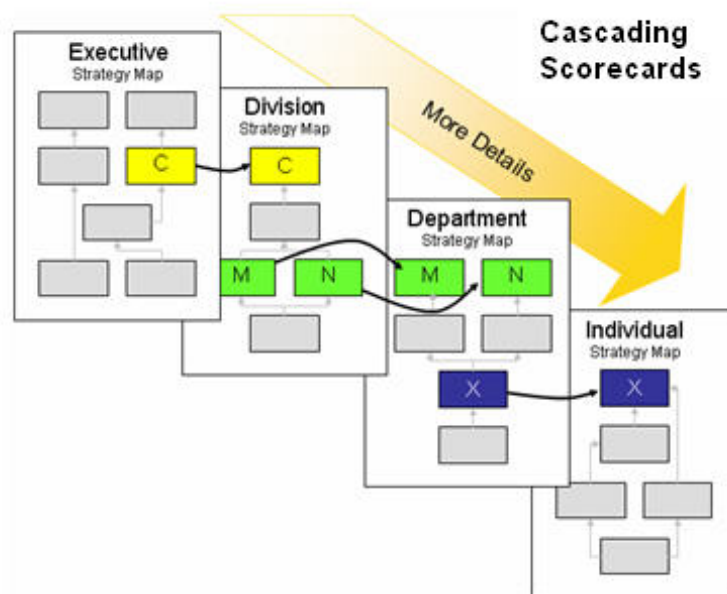 Cascading
Scorecards
More Details
Executive
Strategy Map
C
Division
Strategy Map
C
M
N
Department
Strategy Map
M
N
X
Individual
Strategy Map
X